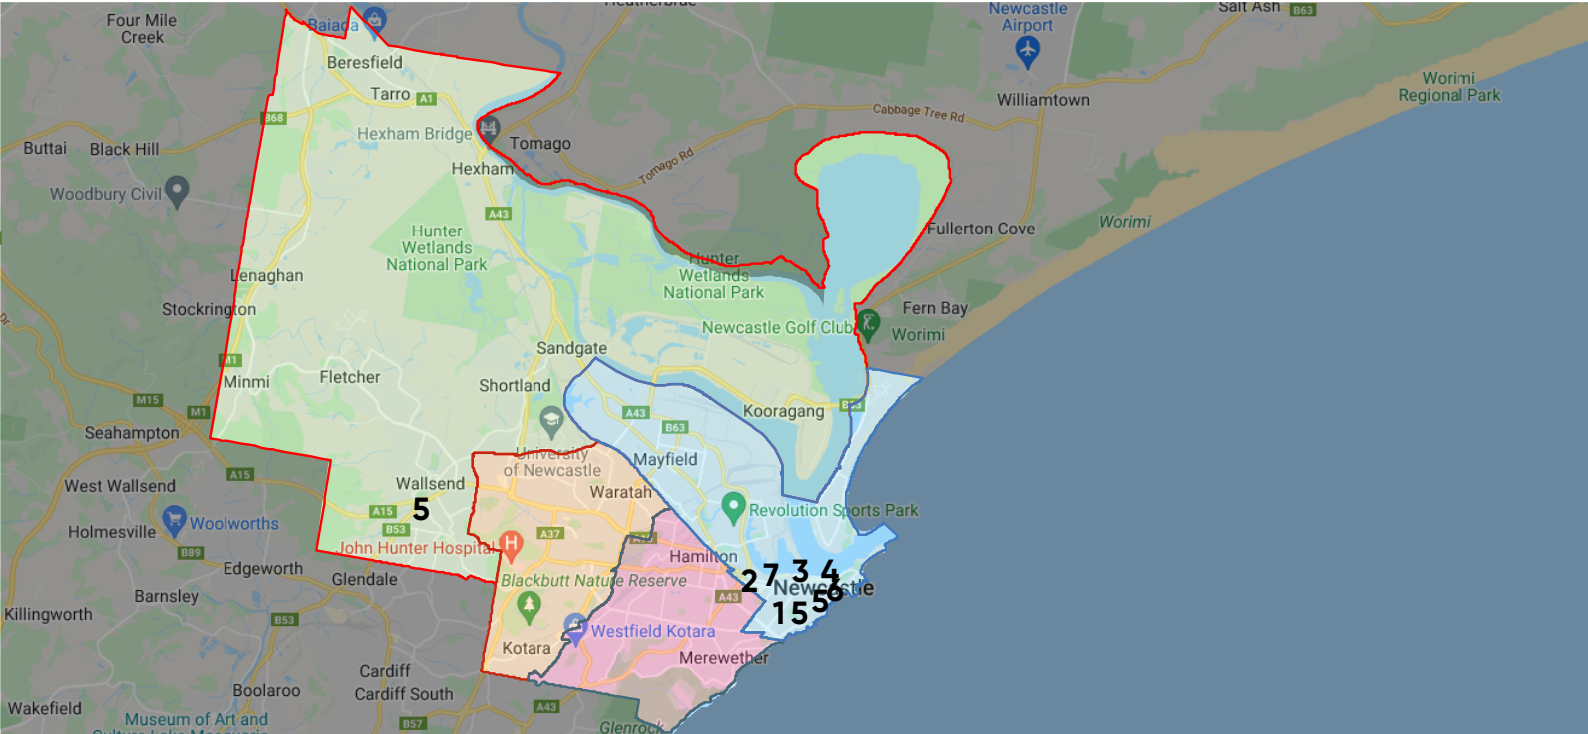 Heatherbrae
Newcastle
Airport
Salt Ash
B63
Four Mile
Creek
Baiada
Beresfield
Tarro
A1
Worimi
Regional Park
Williamtown
Cabbage Tree Rd
B68
Hexham Bridge
Tomago
Buttai
Black Hill
Hexham
Tomago Rd
Woodbury Civil
A43
Worimi
Fullerton Cove
Hunter
Wetlands
National Park
Hunter
Wetlands
National Park
Lenaghan
Stockrington
Fern Bay
Dr
Newcastle Golf Club
Worimi
Sandgate
M1
Minmi
Fletcher
Shortland
M15
M1
A43
Kooragang
B63
B63
Seahampton
University
of Newcastle
Mayfield
A15
West Wallsend
Wallsend
Waratah
A15
5
Revolution Sports Park
Holmesville
Woolworths
B53
A37
B89
John Hunter Hospital
A15
Hamilton
Edgeworth
Glendale
Blackbutt Nature Reserve
2
7
3
4
Newcastle
6
Barnsley
A43
5
Killingworth
B53
15
Westfield Kotara
Kotara
Merewether
Cardiff
Boolaroo
Cardiff South
Wakefield
A43
Museum of Art and
B57
Glenrock